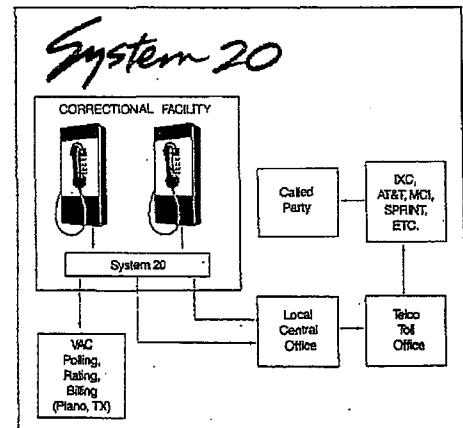 System 20
CORRECTIONAL FACILITY
System 20
VAC
Polling,
Rating,
Billing
(Plano, TX)
Called
Party
IXC,
AT&T, MCI,
SPRINT,
ETC.
Local
Central
Office
Telco
Toll
Office